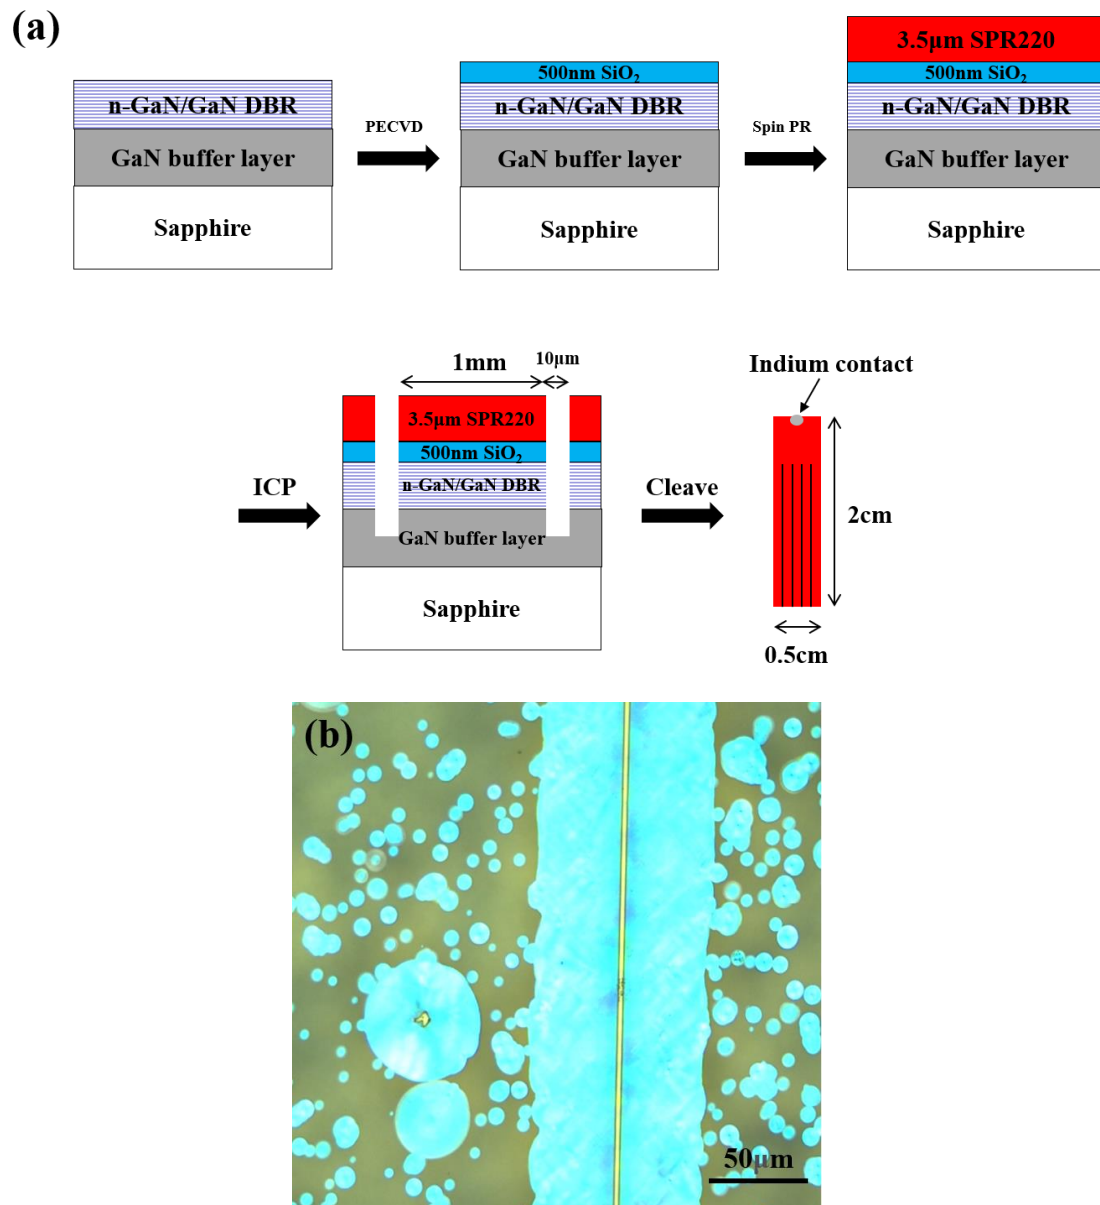 (a)
n-GaN/GaN DBR
GaN buffer layer
Sapphire
PECVD
500nm SiO₂
n-GaN/GaN DBR
GaN buffer layer
Sapphire
Spin PR
3.5μm SPR220
500nm SiO₂
n-GaN/GaN DBR
GaN buffer layer
Sapphire
ICP
1mm
10μm
3.5μm SPR220
500nm SiO₂
n-GaN/GaN DBR
GaN buffer layer
Sapphire
Cleave
Indium contact
2cm
0.5cm
(b)
50μm